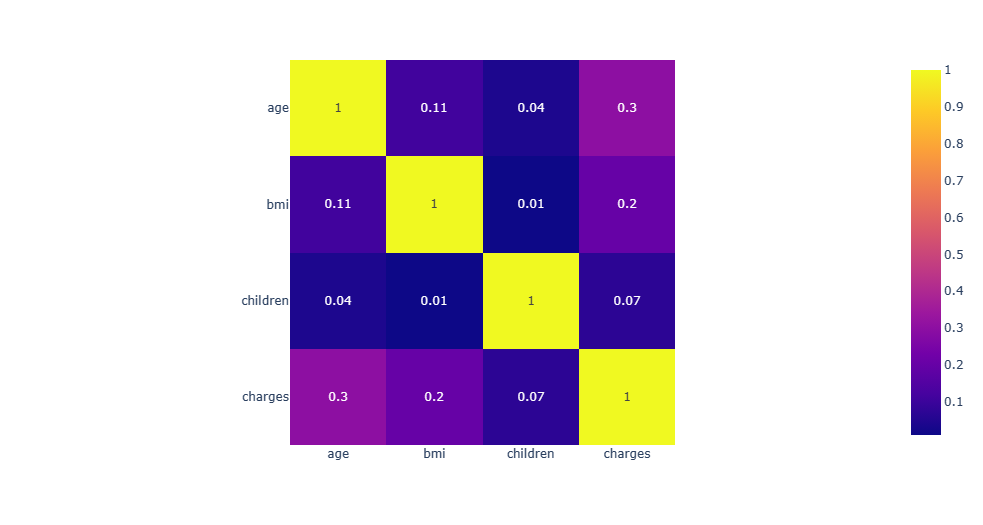 age 1 0.11 0.04 0.3
bmi 0.11 1 0.01 0.2
children 0.04 0.01 1 0.07
charges 0.3 0.2 0.07 1
age bmi children charges
1
0.9
0.8
0.7
0.6
0.5
0.4
0.3
0.2
0.1